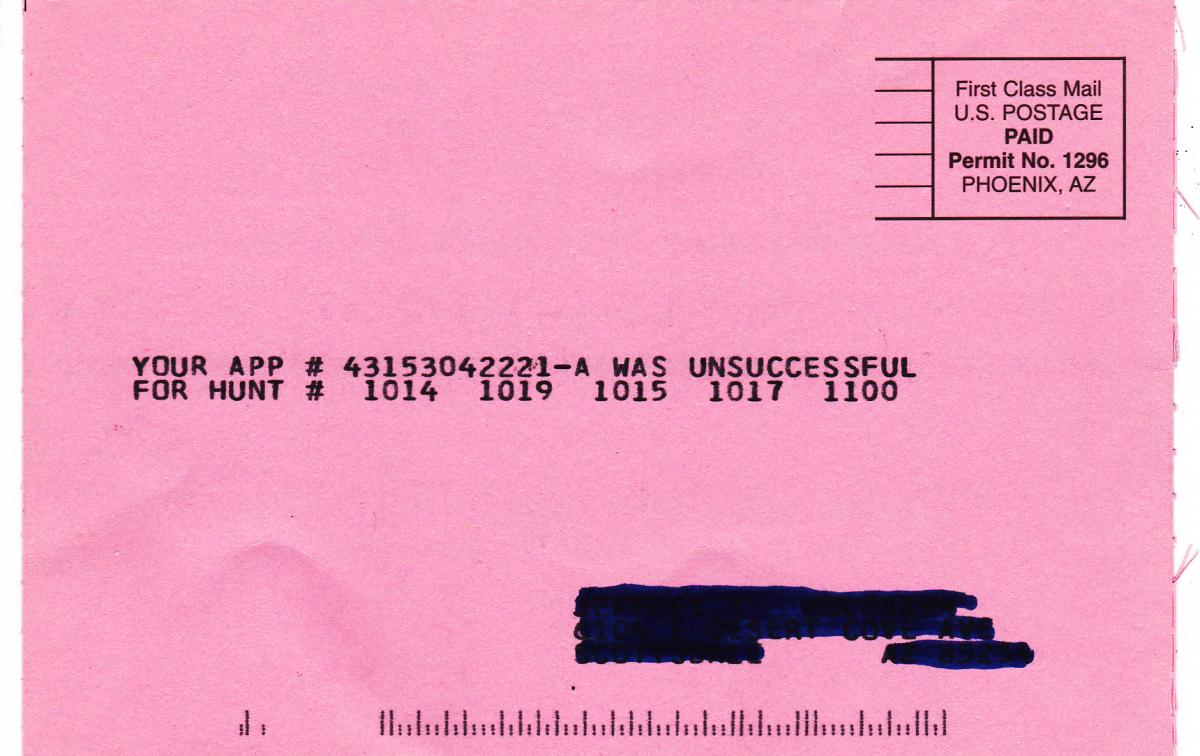 First Class Mail
U.S. POSTAGE
PAID
Permit No. 1296
PHOENIX, AZ
YOUR APP # 43153042221-A WAS UNSUCCESSFUL
FOR HUNT # 1014 1019 1015 1017 1100